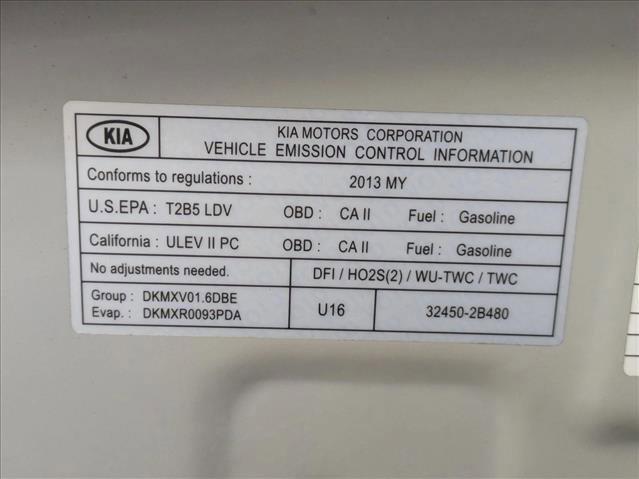 KIA
KIA MOTORS CORPORATION
VEHICLE EMISSION CONTROL INFORMATION
Conforms to regulations : 2013 MY
U.S.EPA : T2B5 LDV OBD : CA II Fuel : Gasoline
California : ULEV II PC OBD : CA II Fuel : Gasoline
No adjustments needed. DFI / HO2S(2) / WU-TWC / TWC
Group : DKMXV01.6DBE
Evap. : DKMXR0093PDA
U16 32450-2B480